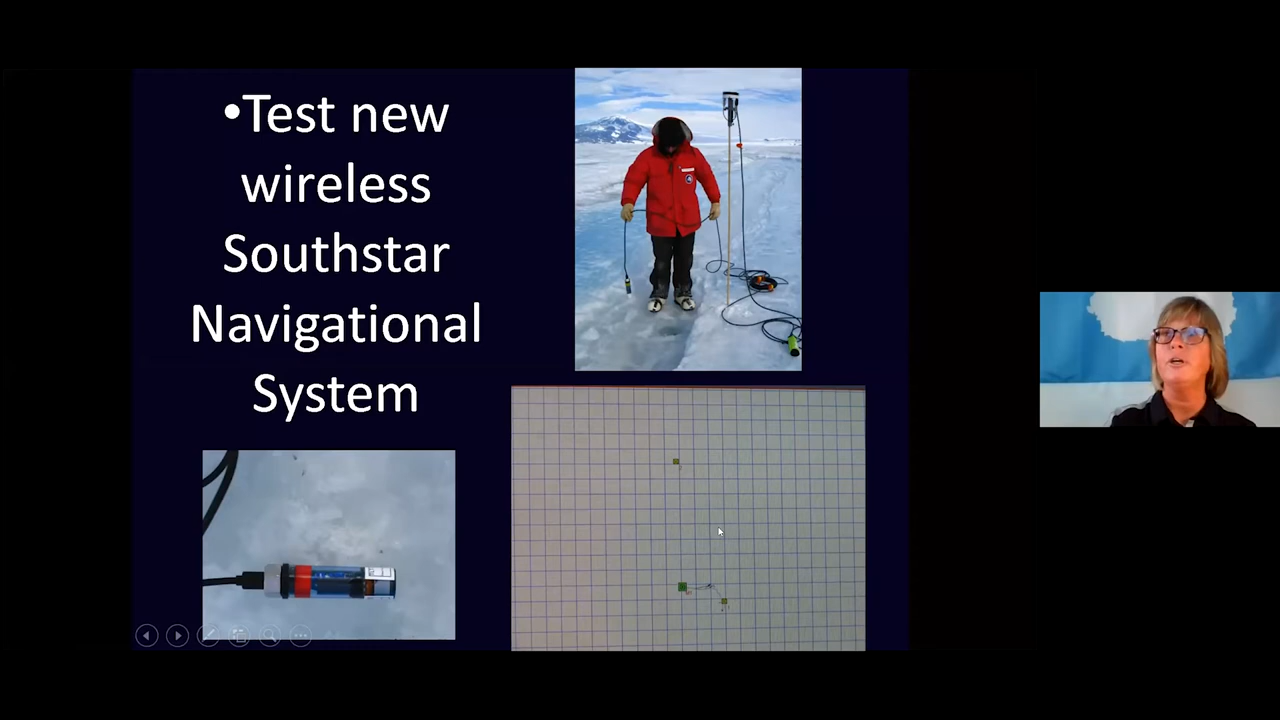 •Test new
wireless
Southstar
Navigational
System